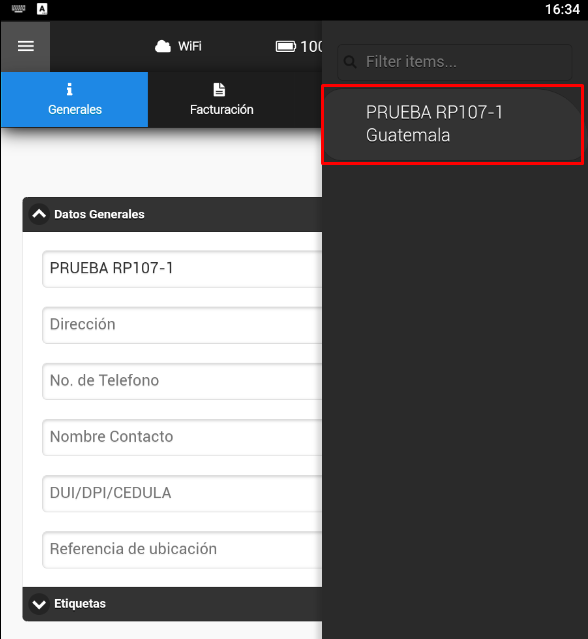 A
16:34
WiFi
100
Generales
Facturación
Filter items...
PRUEBA RP107-1
Guatemala
Datos Generales
PRUEBA RP107-1
Dirección
No. de Telefono
Nombre Contacto
DUI/DPI/CEDULA
Referencia de ubicación
Etiquetas